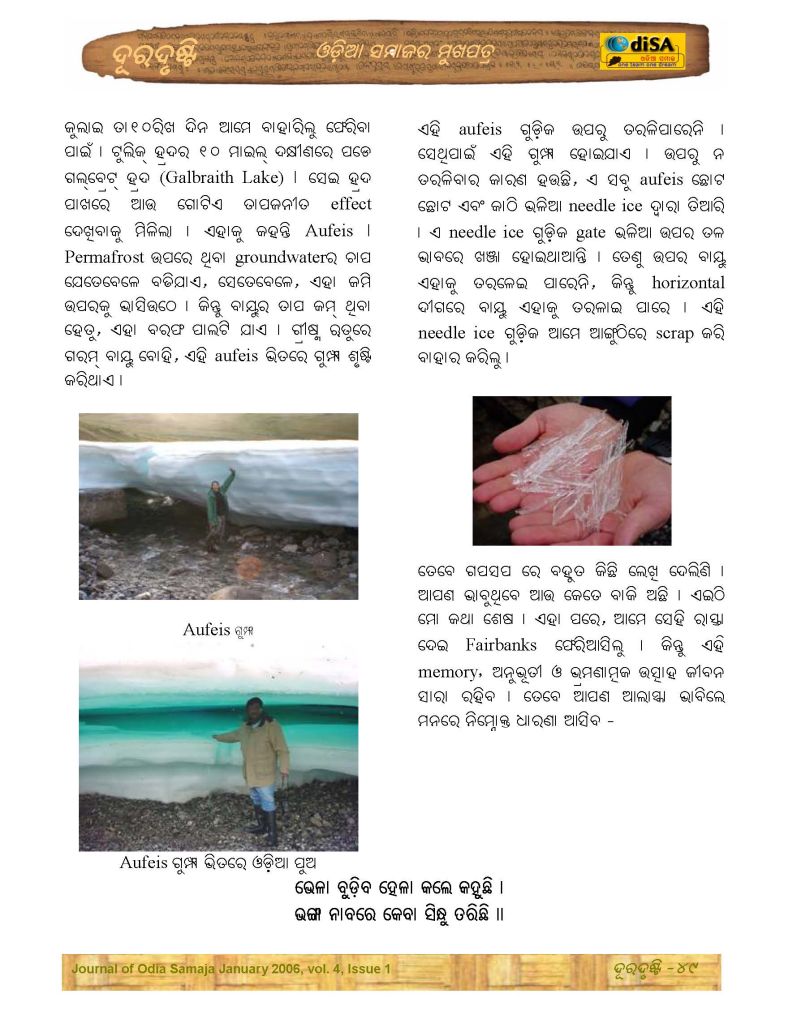 ଦୂରଦୃଷ୍ଟି
ଓଡ଼ିଆ ସମାଜର ମୁଖପତ୍ର
diSA
ଓଡ଼ିଆ ସମାଜ
one team one dream
ଜୁଲାଇ ତା୧୦ରିଖ ଦିନ ଆମେ ବାହାରିଲୁ ଫେରିବା
ପାଇଁ । ଟୁଲିକ୍ ହ୍ରଦର ୧୦ ମାଇଲ୍ ଦକ୍ଷୀଣରେ ପଡେ
ଗଲ୍‌ବ୍ରେଟ୍ ହ୍ରଦ (Galbraith Lake) । ସେଇ ହ୍ରଦ
ପାଖରେ ଆଉ ଗୋଟିଏ ତାପଜନୀତ effect
ଦେଖିବାକୁ ମିଳିଲା । ଏହାକୁ କହନ୍ତି Aufeis ।
Permafrost ଉପରେ ଥିବା groundwaterର ଚାପ
ଯେତେବେଳେ ବଢିଯାଏ, ସେତେବେଳେ, ଏହା ଜମି
ଉପରକୁ ଭାସିଉଠେ । କିନ୍ତୁ ବାୟୁର ତାପ କମ୍ ଥିବା
ହେତୁ, ଏହା ବରଫ ପାଲଟି ଯାଏ । ଗ୍ରୀଷ୍ମ ଋତୁରେ
ଗରମ୍ ବାୟୁ ବୋହି, ଏହି aufeis ଭିତରେ ଗୁମ୍ଫା ଶୃଷ୍ଟି
କରିଥାଏ ।
Aufeis ଗୁମ୍ଫା
Aufeis ଗୁମ୍ଫା ଭିତରେ ଓଡ଼ିଆ ପୁଅ
ଏହି aufeis ଗୁଡ଼ିକ ଉପରୁ ତରଳିପାରେନି ।
ସେଥିପାଇଁ ଏହି ଗୁମ୍ଫା ହୋଇଯାଏ । ଉପରୁ ନ
ତରଳିବାର କାରଣ ହଉଛି, ଏ ସବୁ aufeis ଛୋଟ
ଛୋଟ ଏବଂ କାଠି ଭଳିଆ needle ice ଦ୍ୱାରା ତିଆରି
। ଏ needle ice ଗୁଡ଼ିକ gate ଭଳିଆ ଉପର ତଳ
ଭାବରେ ଖଞ୍ଜା ହୋଇଥାଆନ୍ତି । ତେଣୁ ଉପର ବାୟୁ
ଏହାକୁ ତରଳେଇ ପାରେନି, କିନ୍ତୁ horizontal
ଦୀଗରେ ବାୟୁ ଏହାକୁ ତରଳାଇ ପାରେ । ଏହି
needle ice ଗୁଡ଼ିକ ଆମେ ଆଙ୍ଗୁଠିରେ scrap କରି
ବାହାର କରିଲୁ ।
ତେବେ ଗପସପ ରେ ବହୁତ କିଛି ଲେଖି ଦେଲିଣି ।
ଆପଣ ଭାବୁଥିବେ ଆଉ କେତେ ବାକି ଅଛି । ଏଇଠି
ମୋ କଥା ଶେଷ । ଏହା ପରେ, ଆମେ ସେହି ରାସ୍ତା
ଦେଇ Fairbanks ଫେରିଆସିଲୁ । କିନ୍ତୁ ଏହି
memory, ଅନୁଭୂତୀ ଓ ଭ୍ରମଣାତ୍ମକ ଉତ୍ସାହ ଜୀବନ
ସାରା ରହିବ । ତେବେ ଆପଣ ଆଲାସ୍କା ଭାବିଲେ
ମନରେ ନିମ୍ନୋକ୍ତ ଧାରଣା ଆସିବ –
ଭେଳା ବୁଡ଼ିବ ହେଳା କଲେ କହୁଛି ।
ଭଙ୍ଗା ନାବରେ କେବା ସିନ୍ଧୁ ତରିଛି ॥
Journal of Odia Samaja January 2006, vol. 4, Issue 1
ଦୂରଦୃଷ୍ଟି – ୪୯